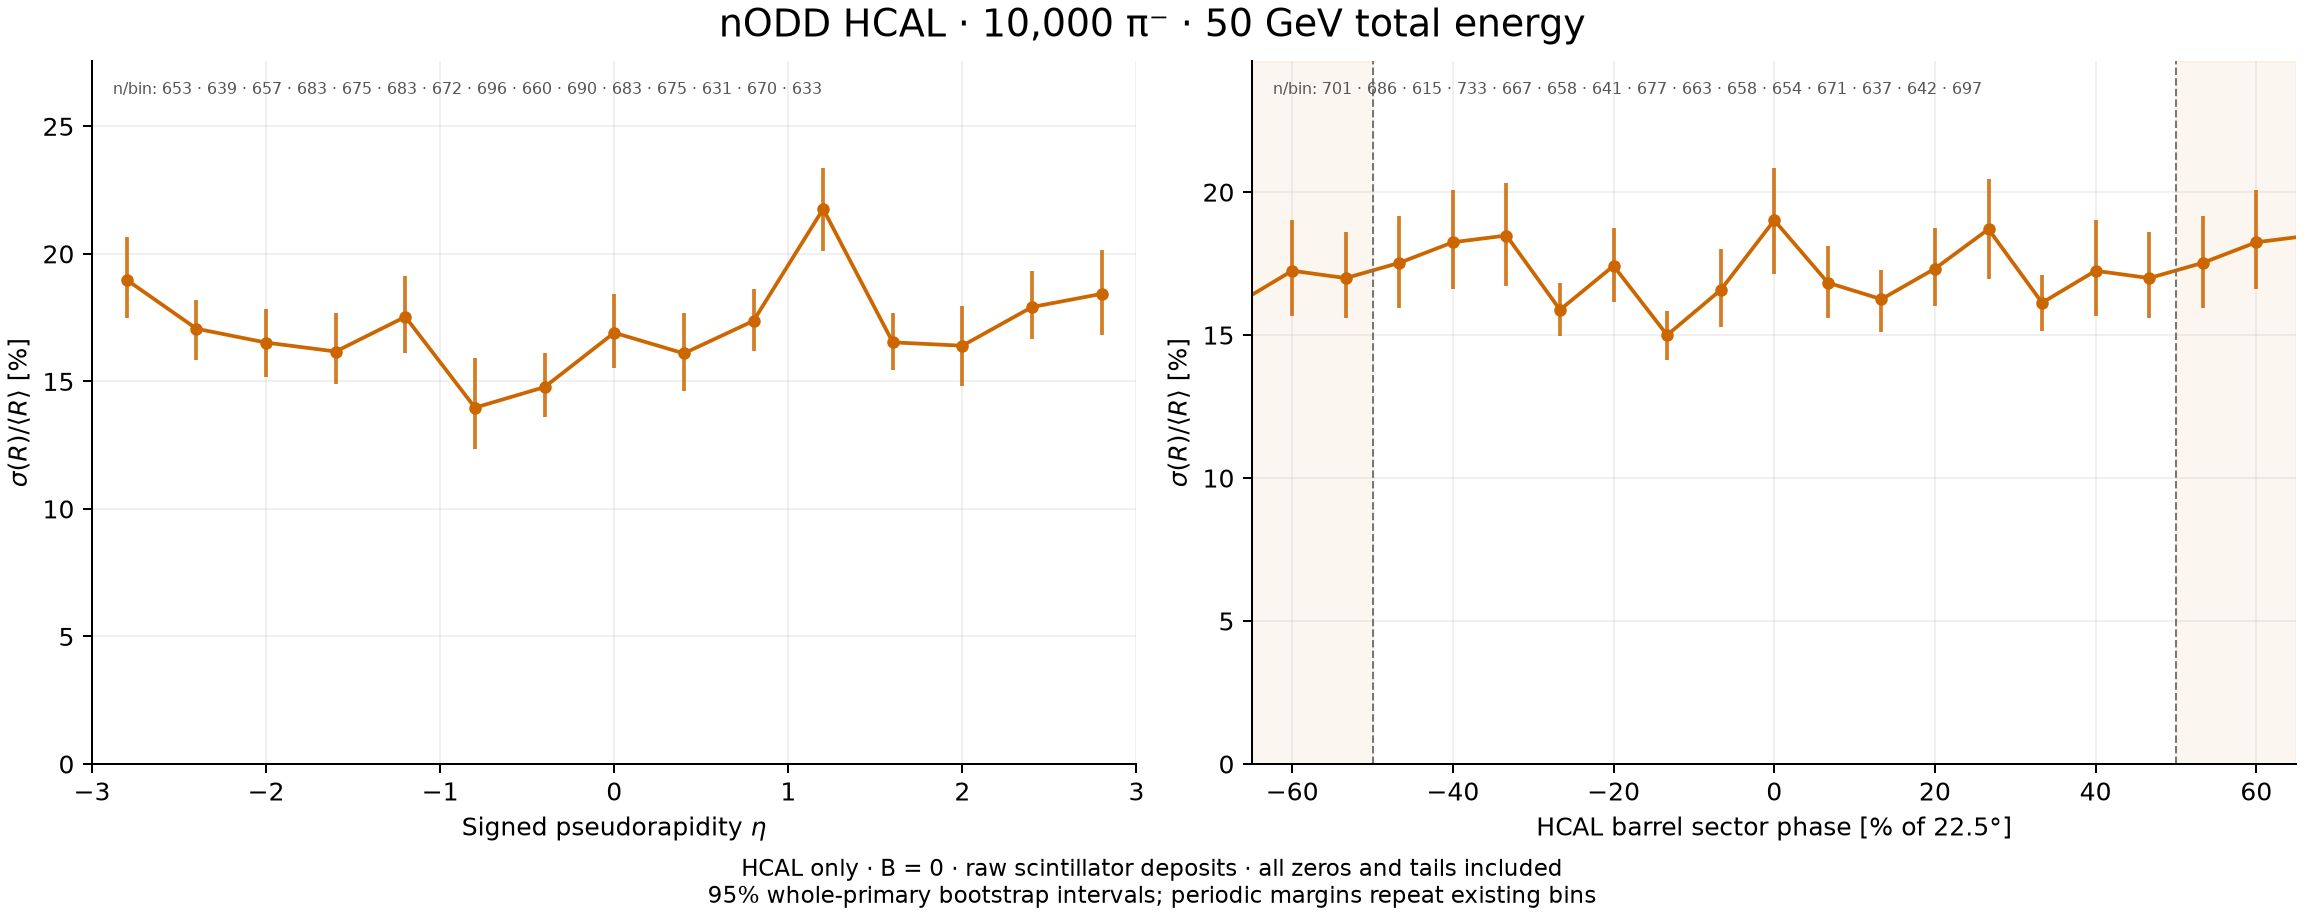 nODD HCAL · 10,000 π⁻ · 50 GeV total energy
n/bin: 653 · 639 · 657 · 683 · 675 · 683 · 672 · 696 · 660 · 690 · 683 · 675 · 631 · 670 · 633
25
20
15
10
5
0
σ(R)/⟨R⟩ [%]
−3
−2
−1
0
1
2
3
Signed pseudorapidity η
n/bin: 701 · 686 · 615 · 733 · 667 · 658 · 641 · 677 · 663 · 658 · 654 · 671 · 637 · 642 · 697
20
15
10
5
0
σ(R)/⟨R⟩ [%]
−60
−40
−20
0
20
40
60
HCAL barrel sector phase [% of 22.5°]
HCAL only · B = 0 · raw scintillator deposits · all zeros and tails included
95% whole-primary bootstrap intervals; periodic margins repeat existing bins